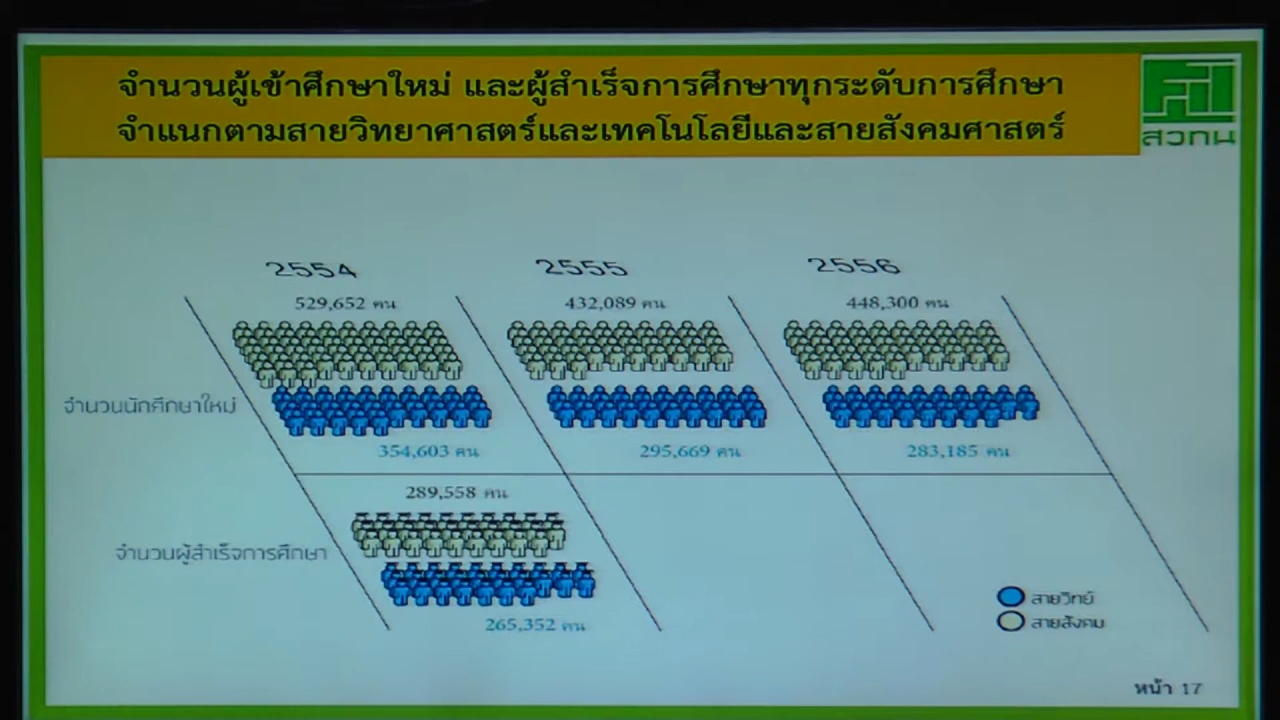 จำนวนผู้เข้าศึกษาใหม่ และผู้สำเร็จการศึกษาทุกระดับการศึกษา
จำแนกตามสายวิทยาศาสตร์และเทคโนโลยีและสายสังคมศาสตร์
สวทน
2554 2555 2556
529,652 คน 432,089 คน 448,300 คน
จำนวนนักศึกษาใหม่
354,603 คน 295,669 คน 283,185 คน
289,558 คน
จำนวนผู้สำเร็จการศึกษา
265,352 คน
สายวิทย์
สายสังคม
หน้า 17